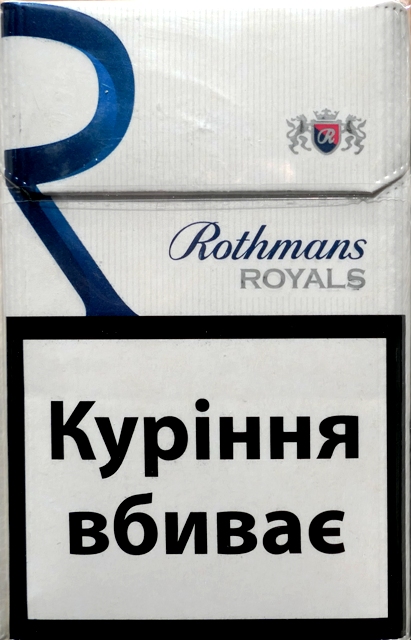 R
R
Rothmans
ROYALS
Куріння
вбиває